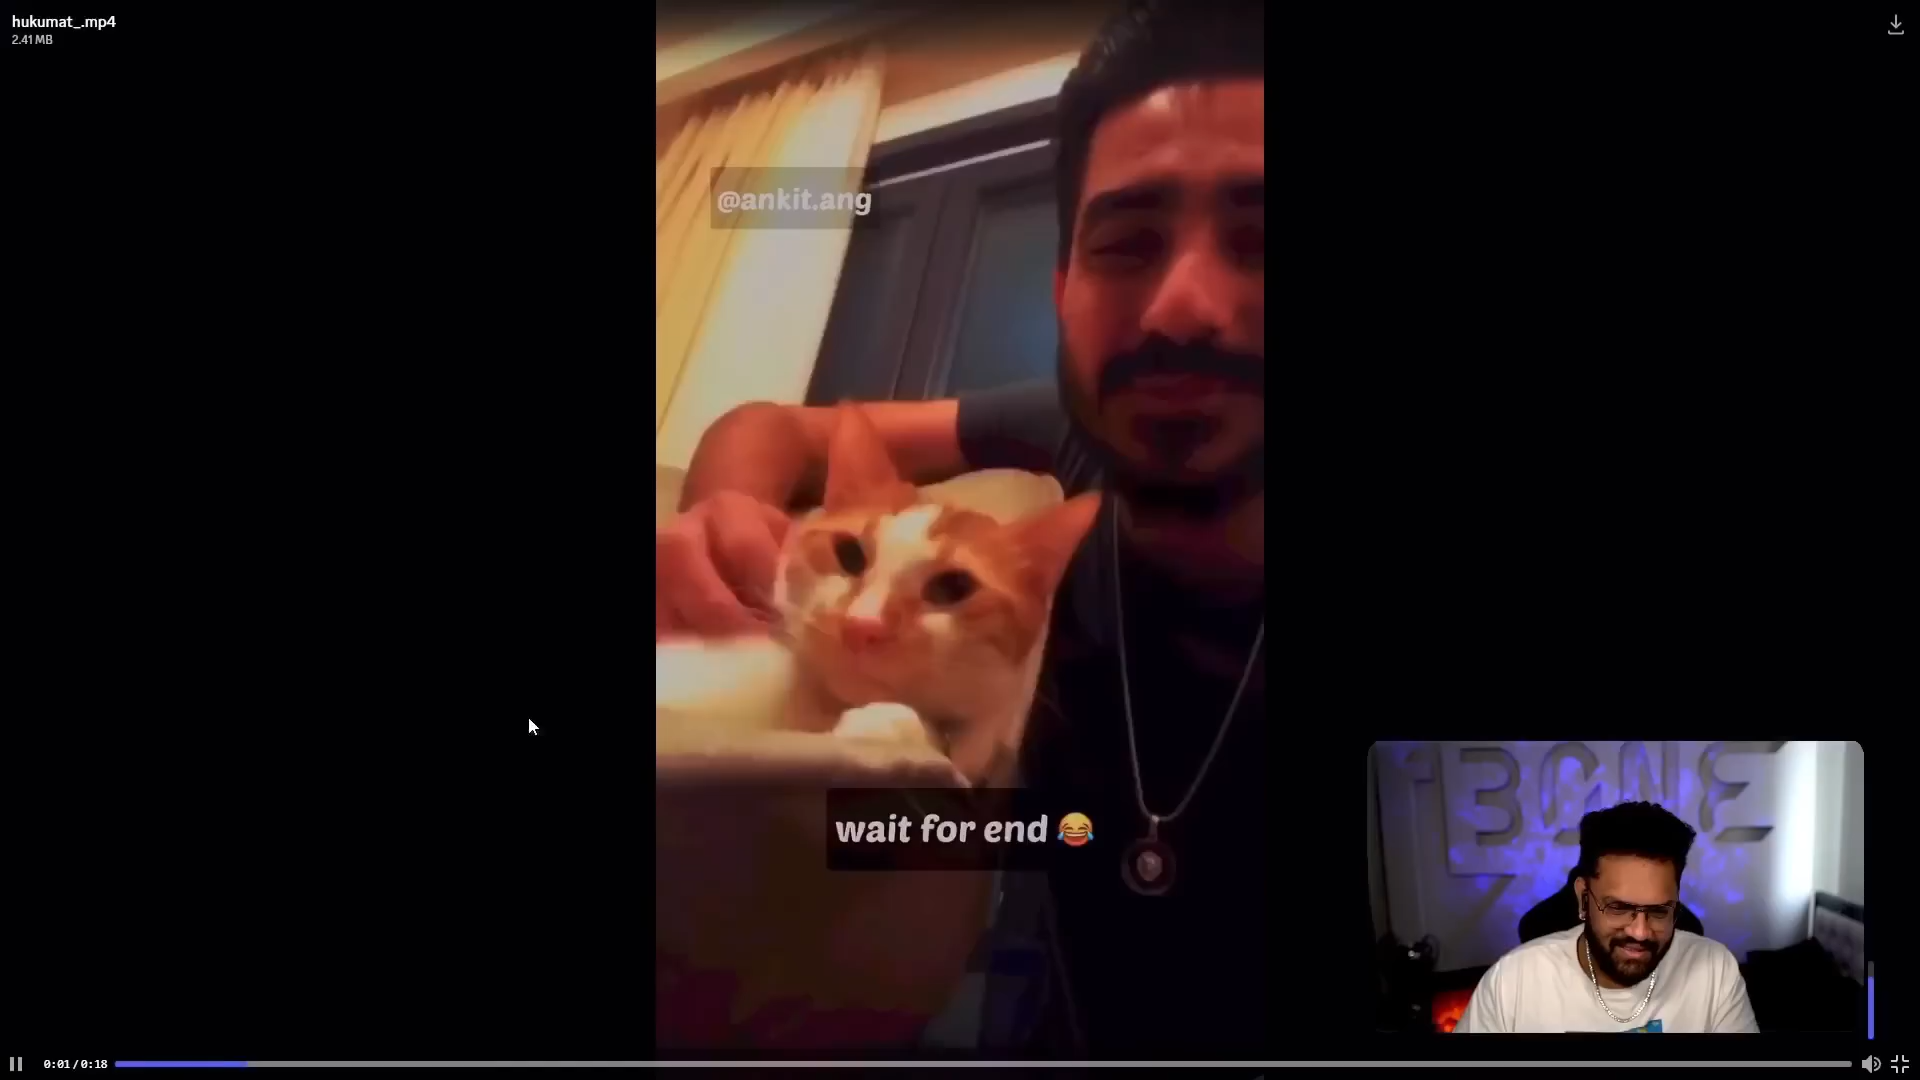 hukumat_.mp4
2.41 MB
@ankit.ang
wait for end 😂
0:01 / 0:18